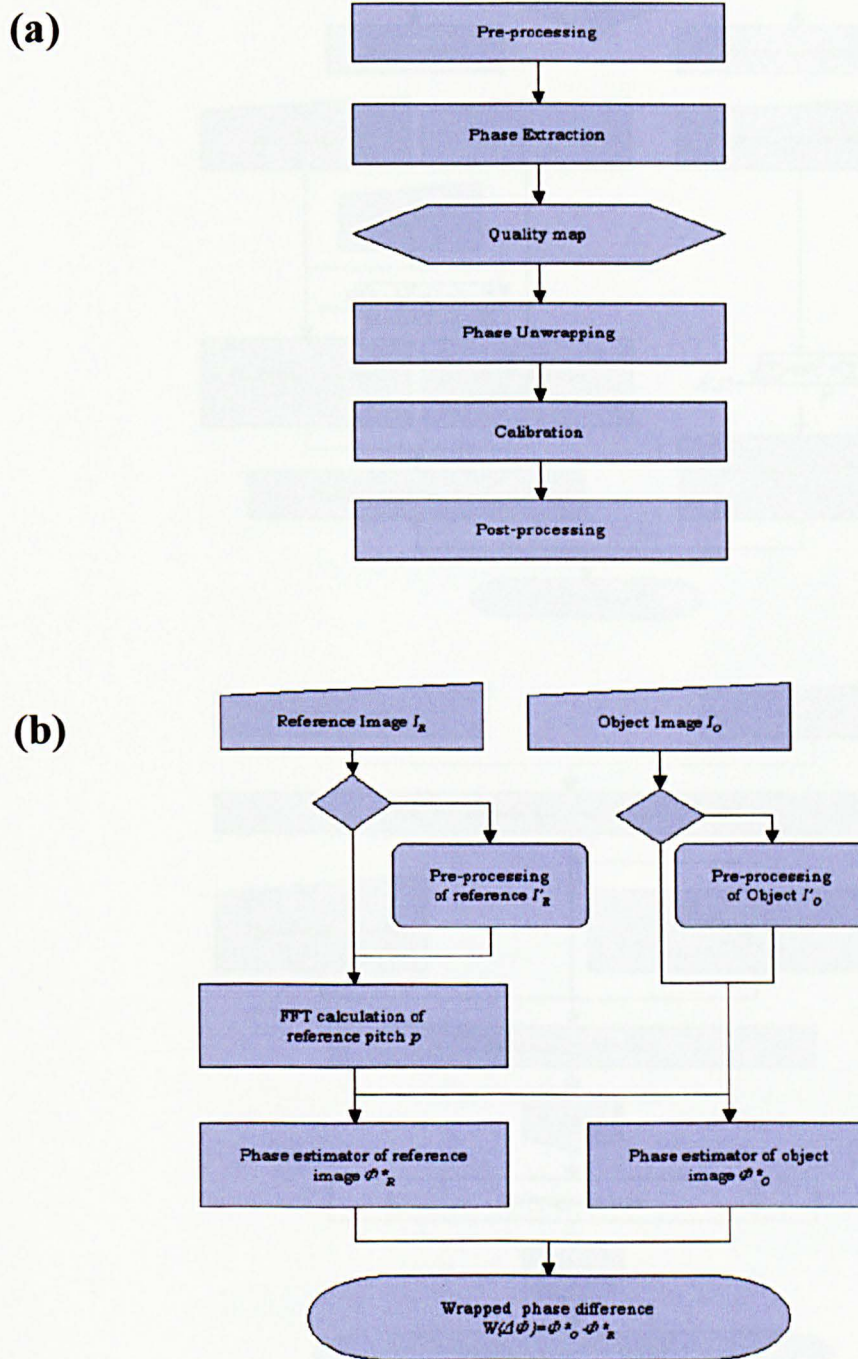 (a)
Pre-processing
Phase Extraction
Quality map
Phase Unwrapping
Calibration
Post-processing
(b)
Reference Image I_R
Object Image I_O
Pre-processing
of reference I'_R
Pre-processing
of Object I'_O
FFT calculation of
reference pitch p
Phase estimator of reference
image Φ*_R
Phase estimator of object
image Φ*_O
Wrapped phase difference
W(ΔΦ)=Φ*_O-Φ*_R